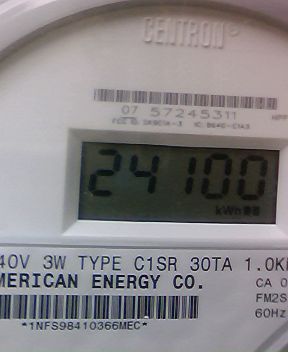 CENTRON®
07 57245311
24100
kWh
40V 3W TYPE C1SR 30TA 1.0K
MERICAN ENERGY CO.
CA 0
FM2S
60Hz
*1NFS98410366MEC*